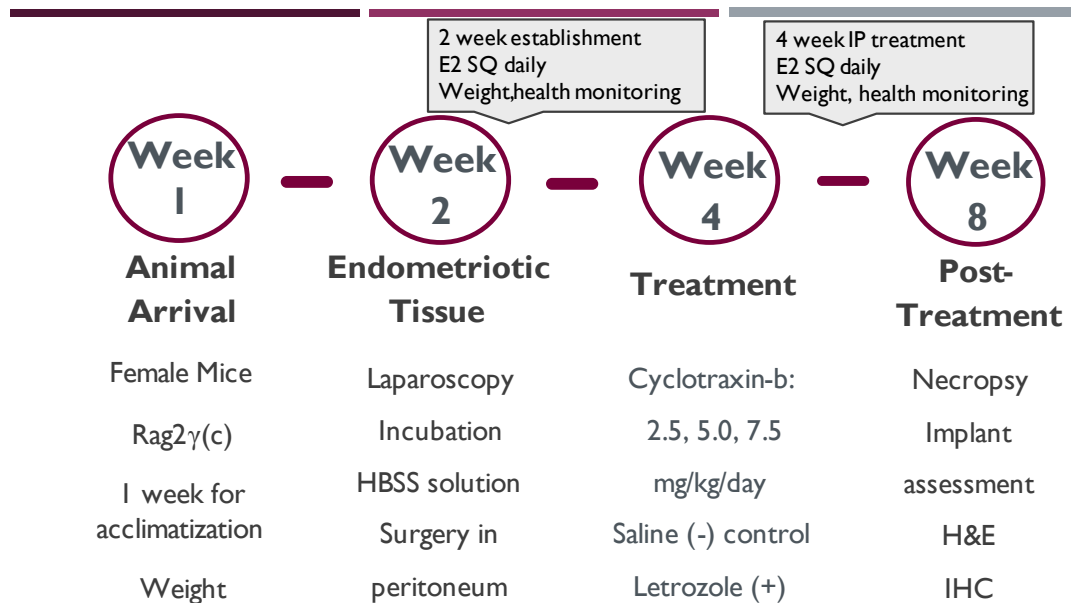 2 week establishment
E2 SQ daily
Weight,health monitoring
4 week IP treatment
E2 SQ daily
Weight, health monitoring
Week
1
Week
2
Week
4
Week
8
Animal
Arrival
Endometriotic
Tissue
Treatment
Post-
Treatment
Female Mice
Rag2γ(c)
1 week for
acclimatization
Weight
Laparoscopy
Incubation
HBSS solution
Surgery in
peritoneum
Cyclotraxin-b:
2.5, 5.0, 7.5
mg/kg/day
Saline (-) control
Letrozole (+)
Necropsy
Implant
assessment
H&E
IHC